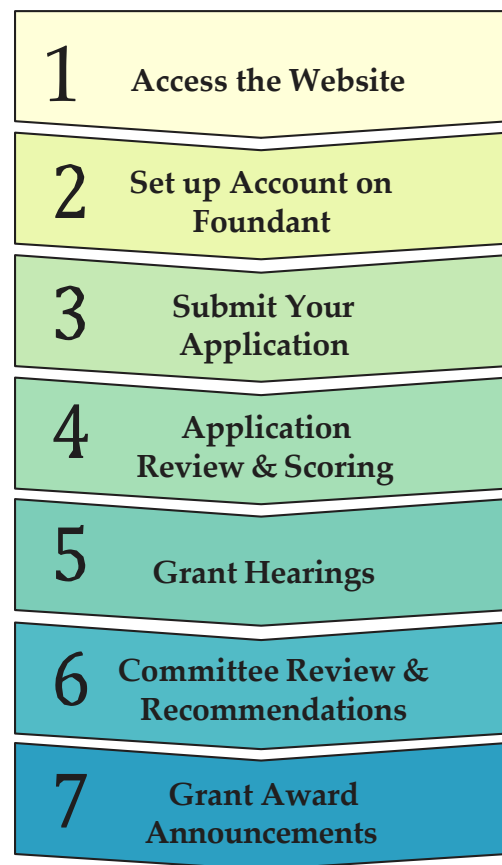 1 Access the Website
2 Set up Account on
Foundant
3 Submit Your
Application
4 Application
Review & Scoring
5 Grant Hearings
6 Committee Review &
Recommendations
7 Grant Award
Announcements